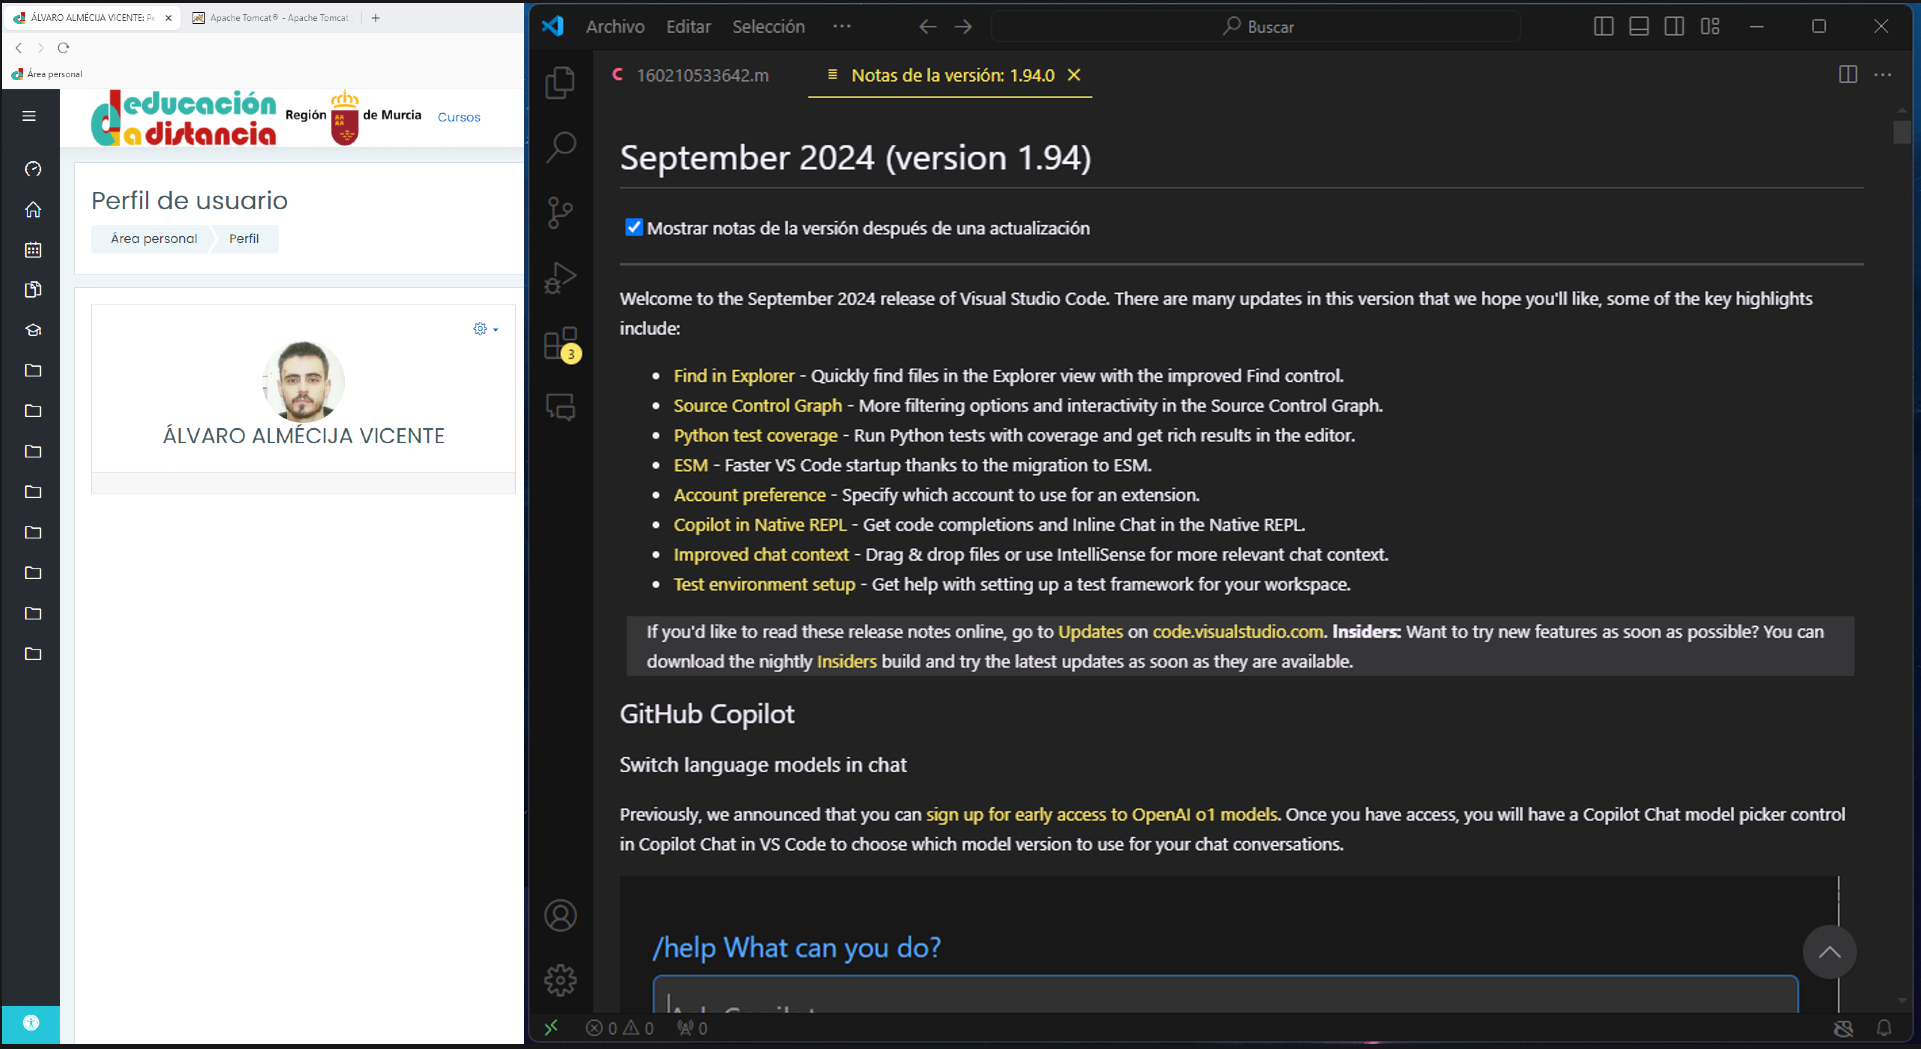 ÁLVARO ALMÉCIJA VICENTE: Pe
Apache Tomcat® - Apache Tomcat
Área personal
educación
a distancia
Región de Murcia
Cursos
Perfil de usuario
Área personal
Perfil
ÁLVARO ALMÉCIJA VICENTE
Archivo
Editar
Selección
Buscar
160210533642.m
Notas de la versión: 1.94.0
3
September 2024 (version 1.94)
Mostrar notas de la versión después de una actualización
Welcome to the September 2024 release of Visual Studio Code. There are many updates in this version that we hope you'll like, some of the key highlights
include:
• Find in Explorer - Quickly find files in the Explorer view with the improved Find control.
• Source Control Graph - More filtering options and interactivity in the Source Control Graph.
• Python test coverage - Run Python tests with coverage and get rich results in the editor.
• ESM - Faster VS Code startup thanks to the migration to ESM.
• Account preference - Specify which account to use for an extension.
• Copilot in Native REPL - Get code completions and Inline Chat in the Native REPL.
• Improved chat context - Drag & drop files or use IntelliSense for more relevant chat context.
• Test environment setup - Get help with setting up a test framework for your workspace.
If you'd like to read these release notes online, go to Updates on code.visualstudio.com. Insiders: Want to try new features as soon as possible? You can
download the nightly Insiders build and try the latest updates as soon as they are available.
GitHub Copilot
Switch language models in chat
Previously, we announced that you can sign up for early access to OpenAI o1 models. Once you have access, you will have a Copilot Chat model picker control
in Copilot Chat in VS Code to choose which model version to use for your chat conversations.
/help What can you do?
Ask Copilot
0 0 0